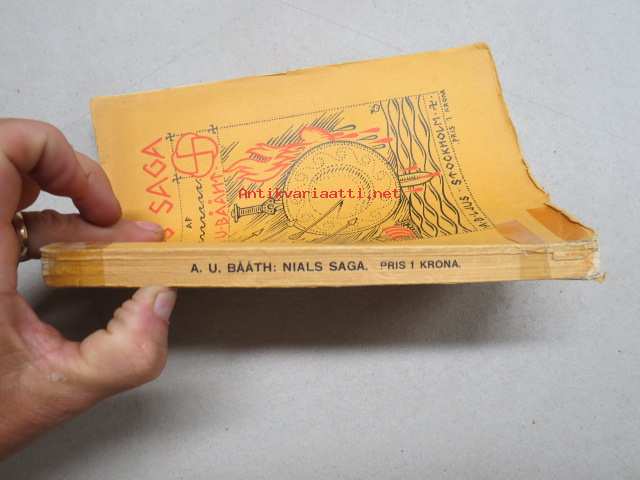 SAGA
AF
U·BÅÅTH
STOCKHOLM
PRIS 1 KRONA
Antikvariaatti.net
A. U. BÅÅTH: NIALS SAGA. PRIS 1 KRONA.